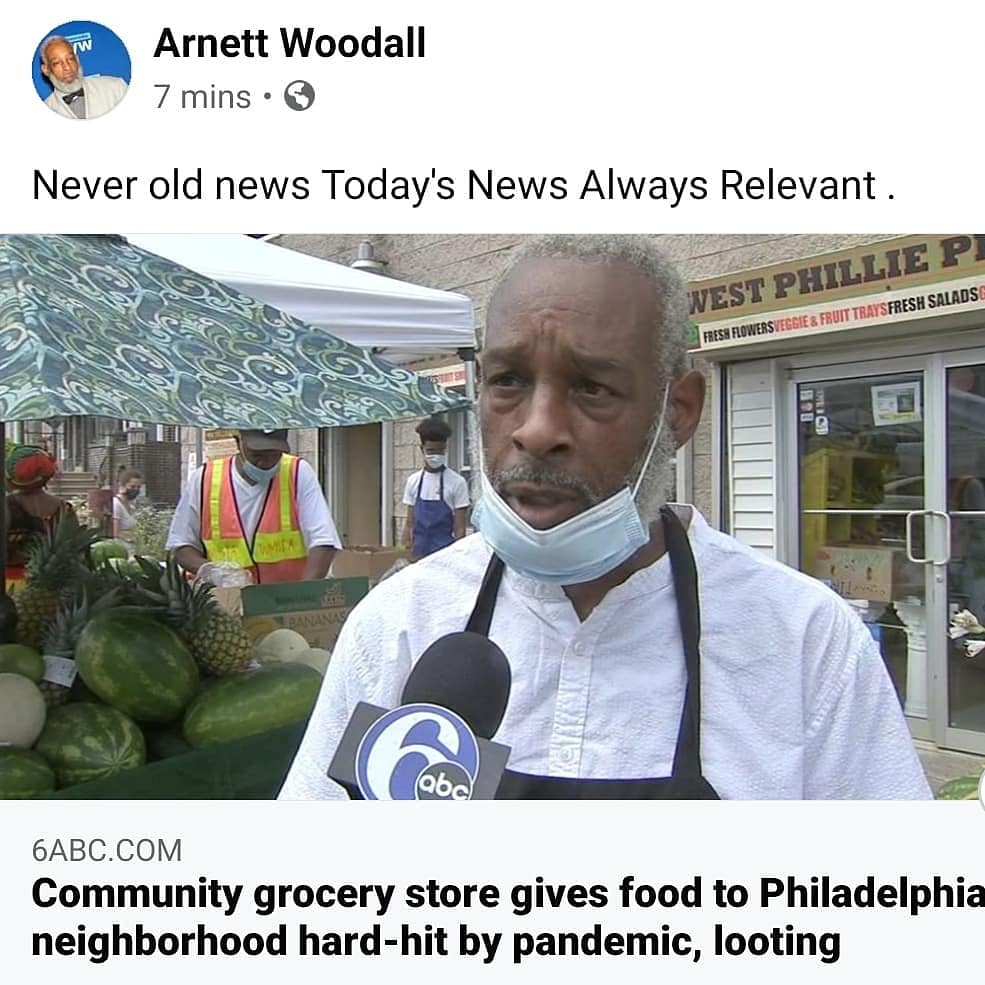 Arnett Woodall
7 mins •
Never old news Today's News Always Relevant .
WEST PHILLIE P
FRESH FLOWERS VEGGIE & FRUIT TRAYS FRESH SALADS
BANANAS
6
abc
6ABC.COM
Community grocery store gives food to Philadelphia
neighborhood hard-hit by pandemic, looting